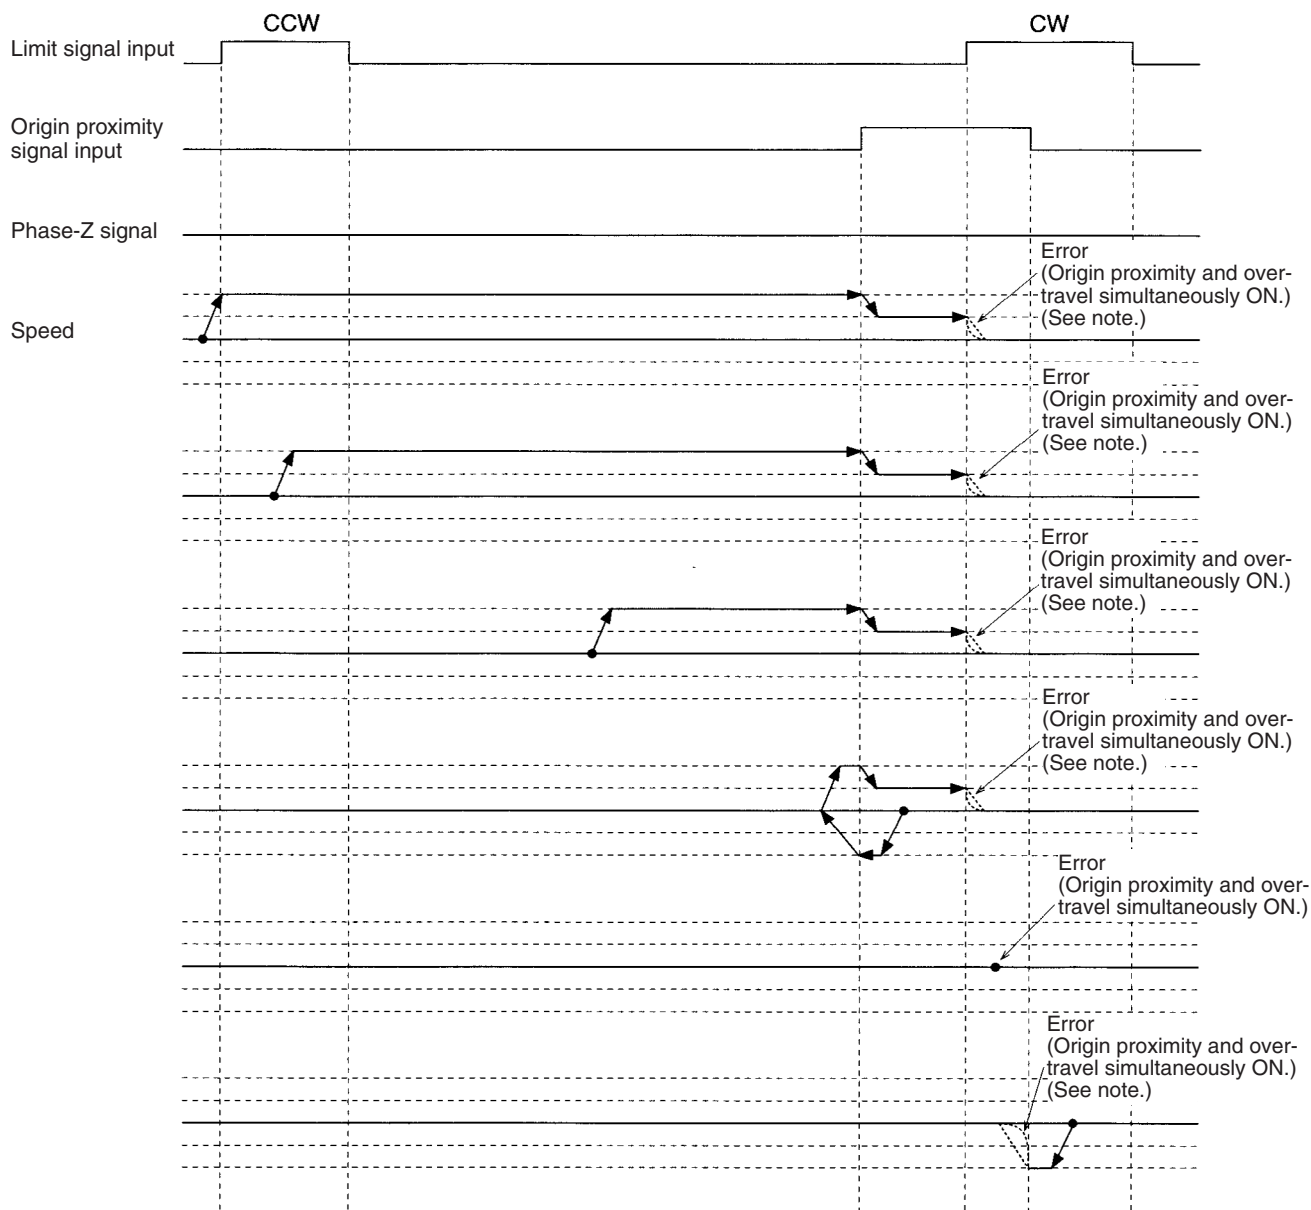 CCW
CW
Limit signal input
Origin proximity
signal input
Phase-Z signal
Error
(Origin proximity and over-
travel simultaneously ON.)
(See note.)
Speed
Error
(Origin proximity and over-
travel simultaneously ON.)
(See note.)
Error
(Origin proximity and over-
travel simultaneously ON.)
(See note.)
Error
(Origin proximity and over-
travel simultaneously ON.)
(See note.)
Error
(Origin proximity and over-
travel simultaneously ON.)
Error
(Origin proximity and over-
travel simultaneously ON.)
(See note.)